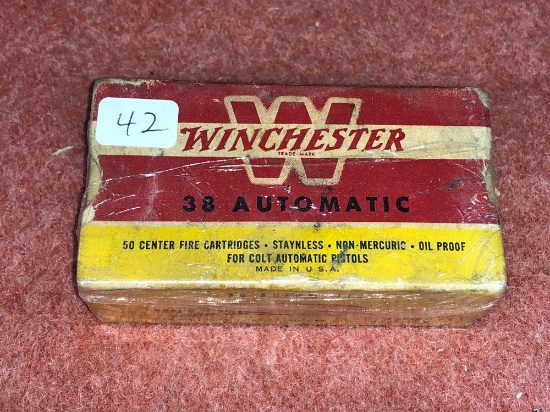 42
W
WINCHESTER
TRADE-MARK
38 AUTOMATIC
50 CENTER FIRE CARTRIDGES • STAYNLESS • NON-MERCURIC • OIL PROOF
FOR COLT AUTOMATIC PISTOLS
MADE IN U.S.A.